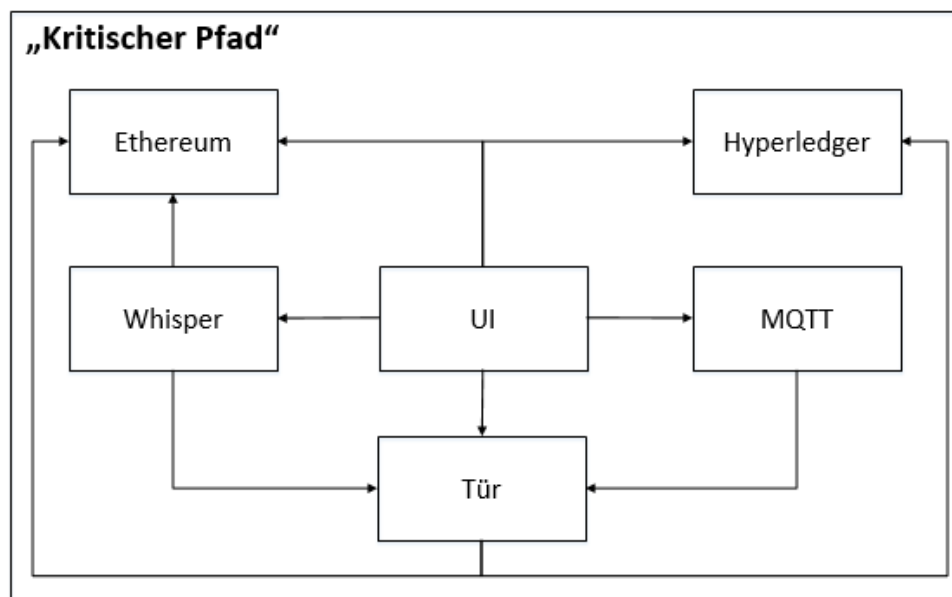 „Kritischer Pfad“
Ethereum
Hyperledger
Whisper
UI
MQTT
Tür